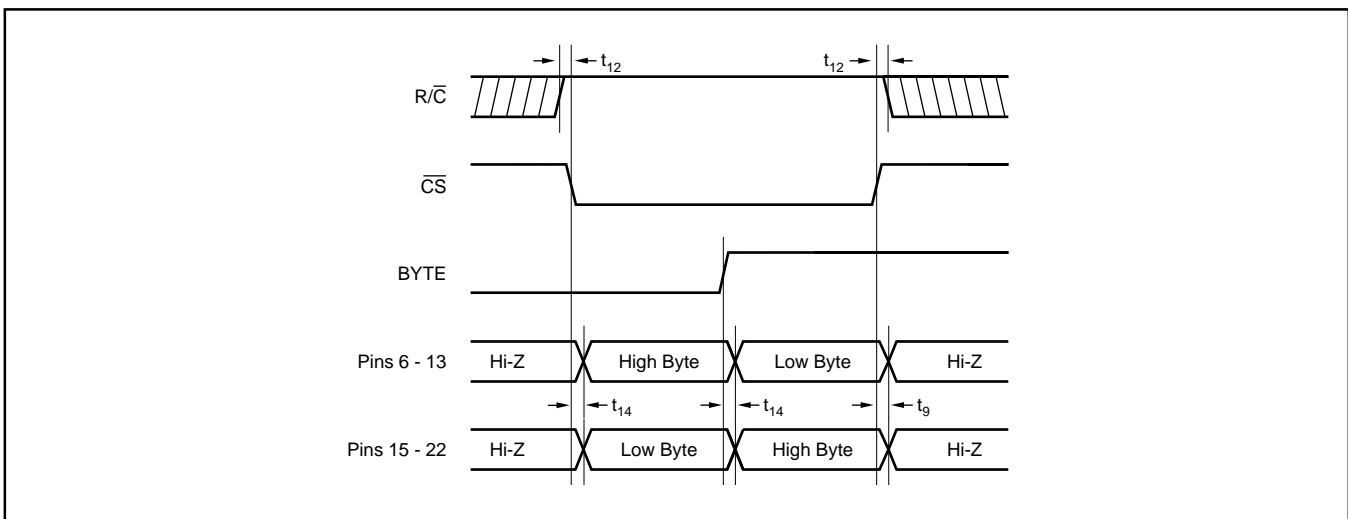 t12 t12
R/C̅
C̅S̅
BYTE
Pins 6 - 13 Hi-Z High Byte Low Byte Hi-Z
t14 t14 t9
Pins 15 - 22 Hi-Z Low Byte High Byte Hi-Z